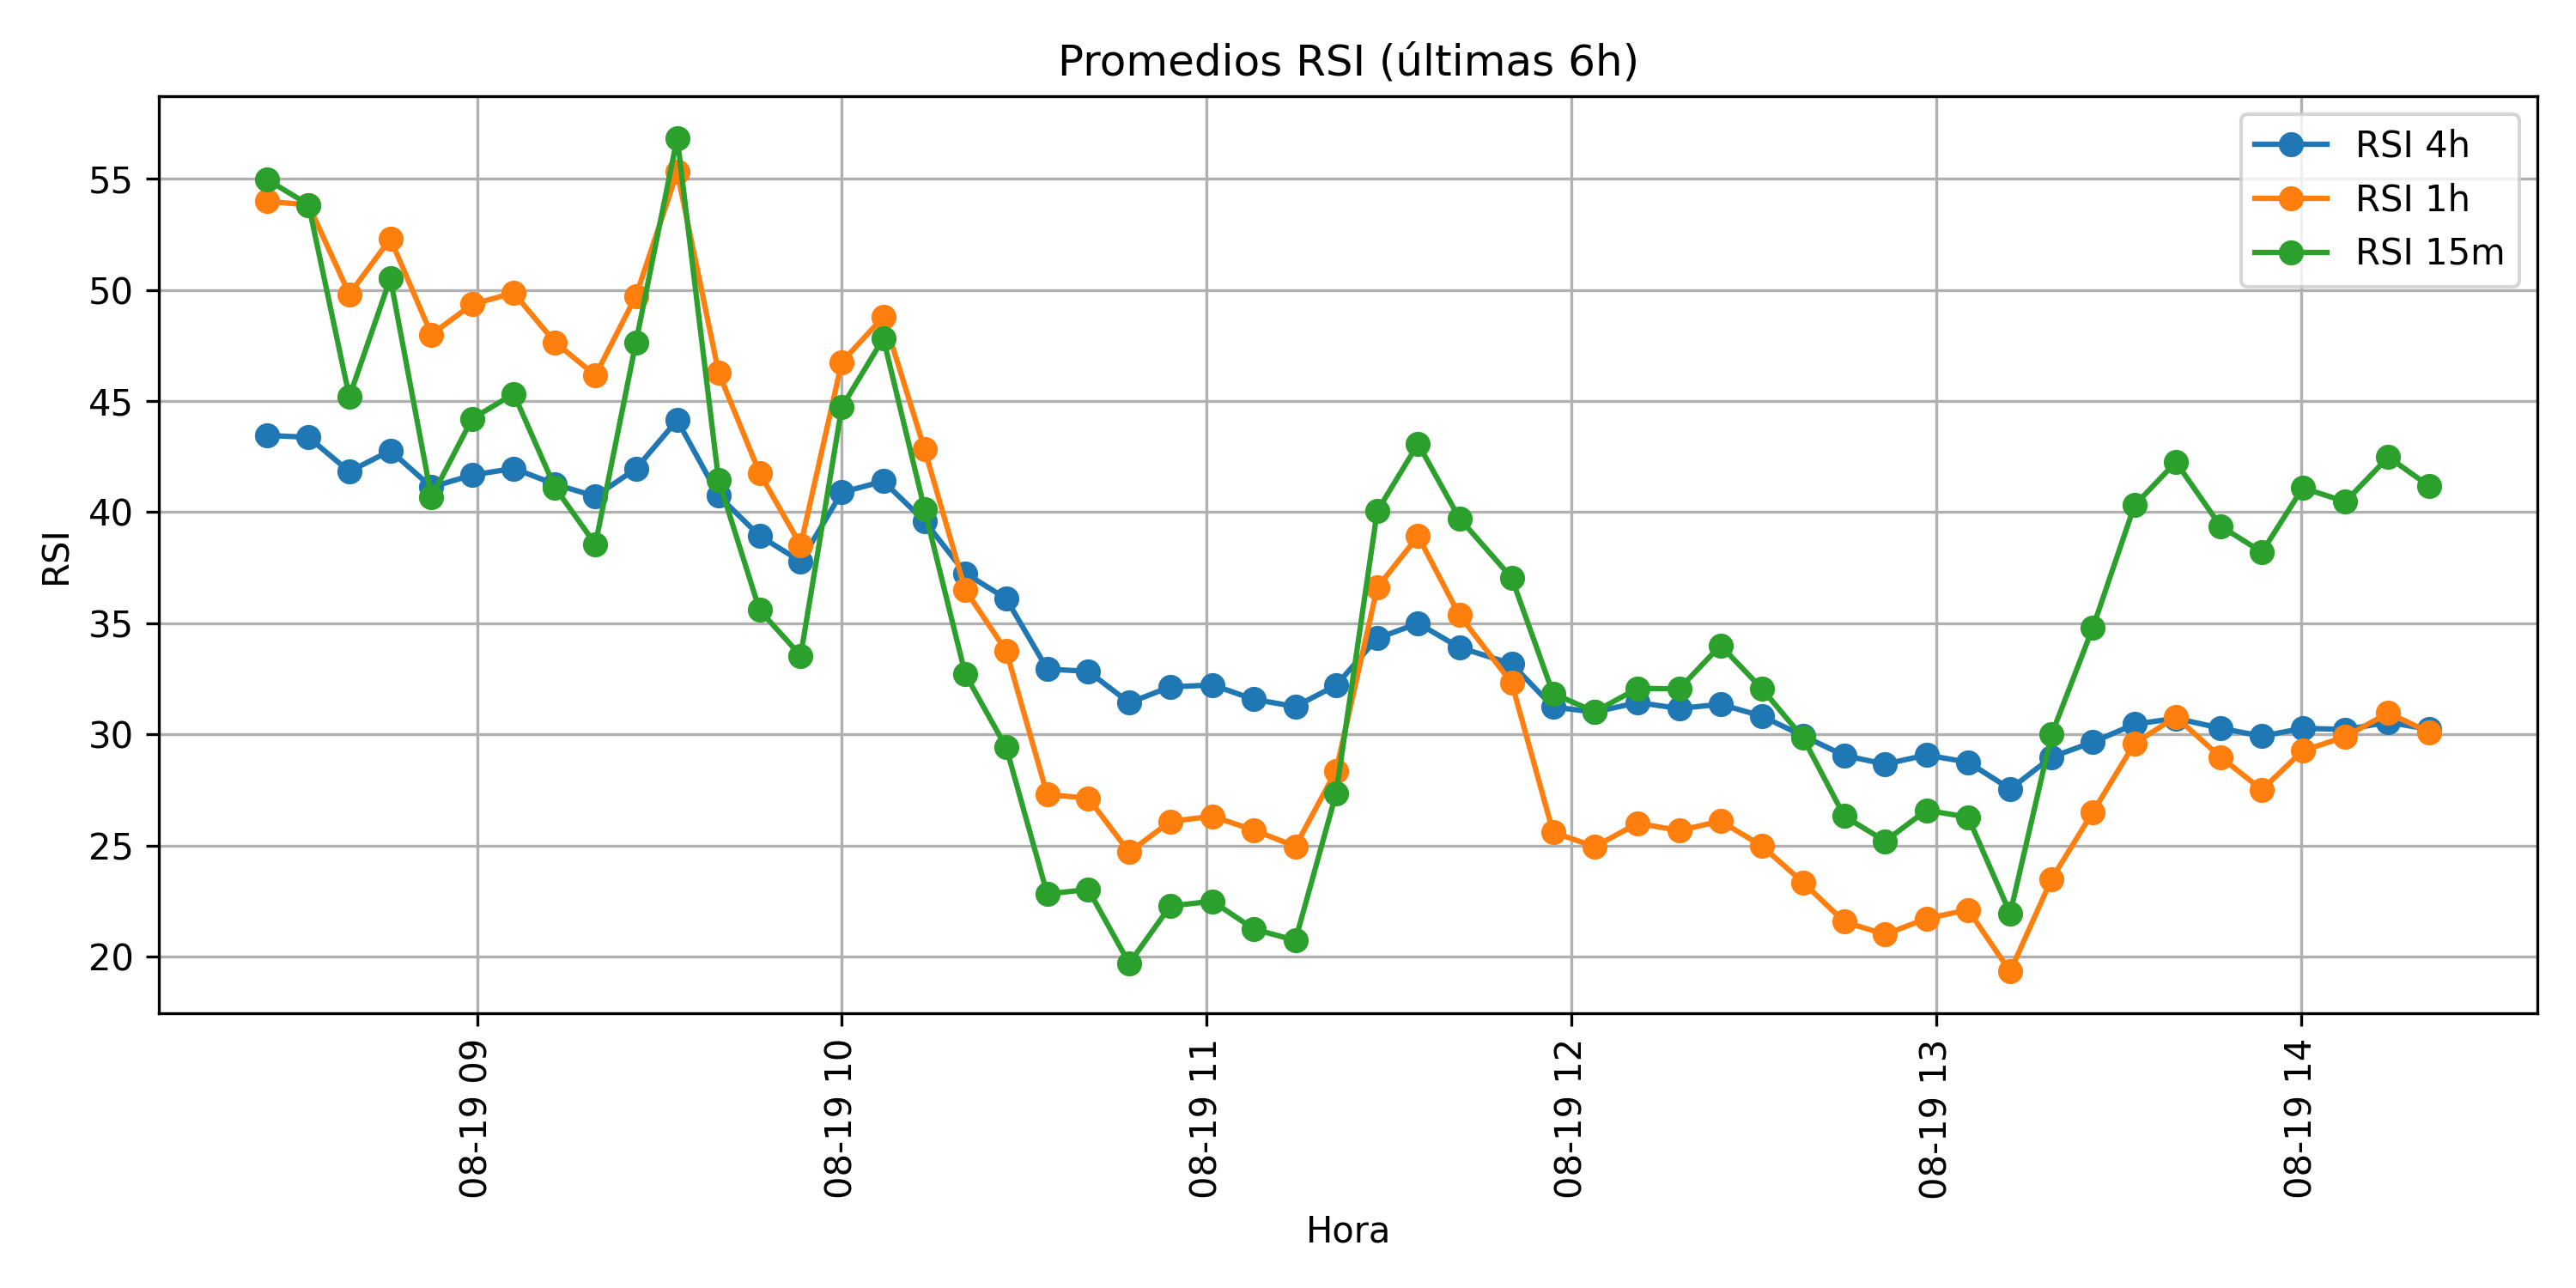 Promedios RSI (últimas 6h)
RSI 4h
RSI 1h
RSI 15m
55
50
45
40
35
30
25
20
RSI
08-19 09
08-19 10
08-19 11
08-19 12
08-19 13
08-19 14
Hora